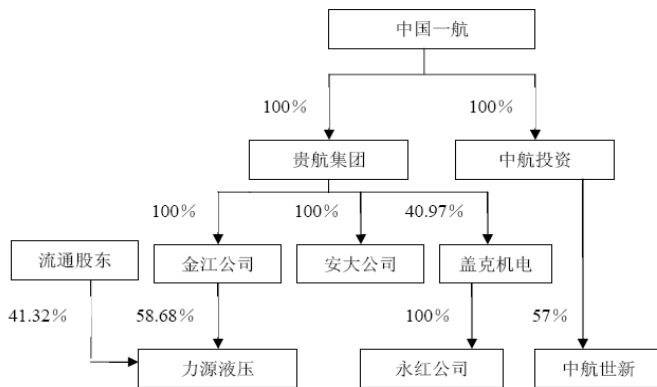 中国一航
100%
100%
贵航集团
中航投资
100%
100%
40.97%
流通股东
金江公司
安大公司
盖克机电
41.32%
58.68%
100%
57%
力源液压
永红公司
中航世新